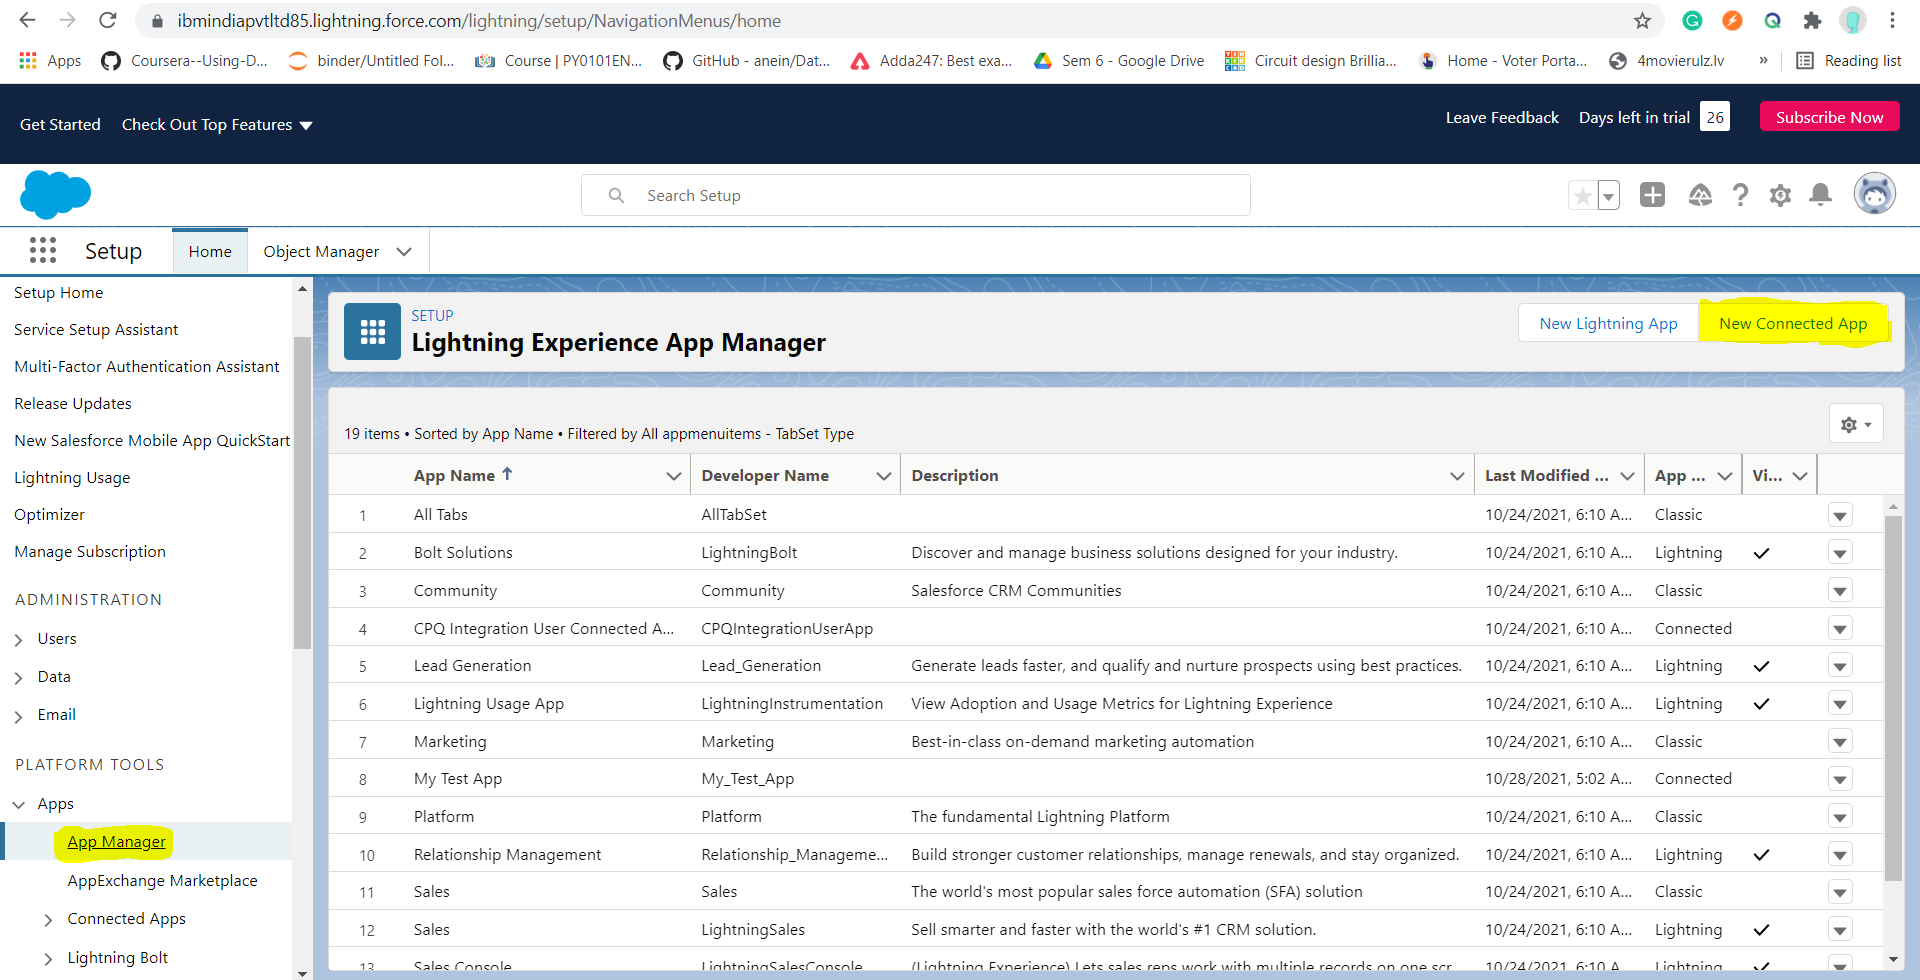 ibmindiapvtltd85.lightning.force.com/lightning/setup/NavigationMenus/home
Apps Coursera--Using-D... binder/Untitled Fol... Course | PY0101EN... GitHub - anein/Dat... Adda247: Best exa... Sem 6 - Google Drive Circuit design Brillia... Home - Voter Porta... 4movierulz.lv » Reading list
Get Started Check Out Top Features Leave Feedback Days left in trial 26 Subscribe Now
Search Setup
Setup Home Object Manager
Setup Home
Service Setup Assistant
Multi-Factor Authentication Assistant
Release Updates
New Salesforce Mobile App QuickStart
Lightning Usage
Optimizer
Manage Subscription
ADMINISTRATION
Users
Data
Email
PLATFORM TOOLS
Apps
App Manager
AppExchange Marketplace
Connected Apps
Lightning Bolt
SETUP
Lightning Experience App Manager
New Lightning App New Connected App
19 items • Sorted by App Name • Filtered by All appmenuitems - TabSet Type
App Name ↑ Developer Name Description Last Modified ... App ... Vi...
1 All Tabs AllTabSet 10/24/2021, 6:10 A... Classic
2 Bolt Solutions LightningBolt Discover and manage business solutions designed for your industry. 10/24/2021, 6:10 A... Lightning
3 Community Community Salesforce CRM Communities 10/24/2021, 6:10 A... Classic
4 CPQ Integration User Connected A... CPQIntegrationUserApp 10/24/2021, 6:10 A... Connected
5 Lead Generation Lead_Generation Generate leads faster, and qualify and nurture prospects using best practices. 10/24/2021, 6:10 A... Lightning
6 Lightning Usage App LightningInstrumentation View Adoption and Usage Metrics for Lightning Experience 10/24/2021, 6:10 A... Lightning
7 Marketing Marketing Best-in-class on-demand marketing automation 10/24/2021, 6:10 A... Classic
8 My Test App My_Test_App 10/28/2021, 5:02 A... Connected
9 Platform Platform The fundamental Lightning Platform 10/24/2021, 6:10 A... Classic
10 Relationship Management Relationship_Manageme... Build stronger customer relationships, manage renewals, and stay organized. 10/24/2021, 6:10 A... Lightning
11 Sales Sales The world's most popular sales force automation (SFA) solution 10/24/2021, 6:10 A... Classic
12 Sales LightningSales Sell smarter and faster with the world's #1 CRM solution. 10/24/2021, 6:10 A... Lightning
13 Sales Console LightningSalesConsole (Lightning Experience) Lets sales reps work with multiple records on one scr 10/24/2021, 6:10 A... Lightning